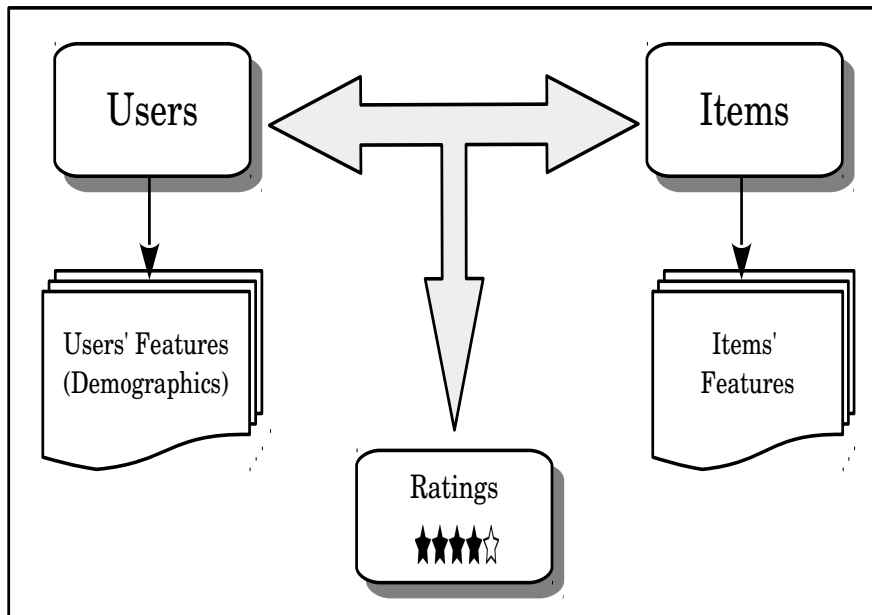 Users
Items
Users' Features
(Demographics)
Items'
Features
Ratings